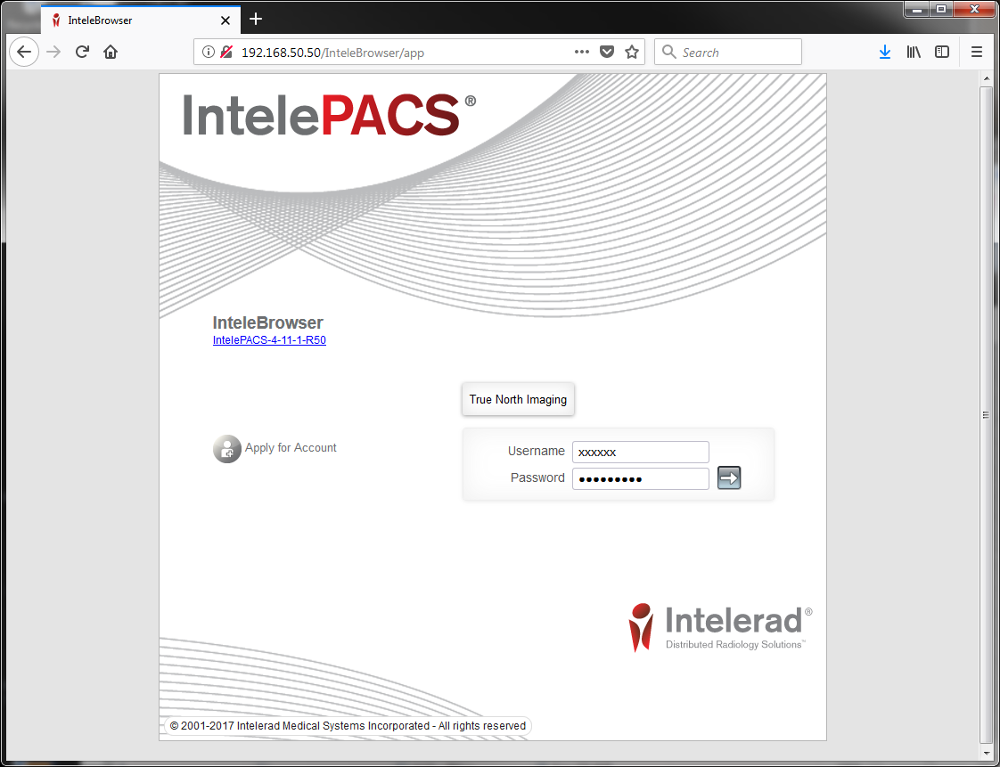 InteleBrowser
192.168.50.50/InteleBrowser/app
Search
IntelePACS®
InteleBrowser
IntelePACS-4-11-1-R50
True North Imaging
Apply for Account
Username xxxxxx
Password ●●●●●●●●●
Intelerad®
Distributed Radiology Solutions™
© 2001-2017 Intelerad Medical Systems Incorporated - All rights reserved